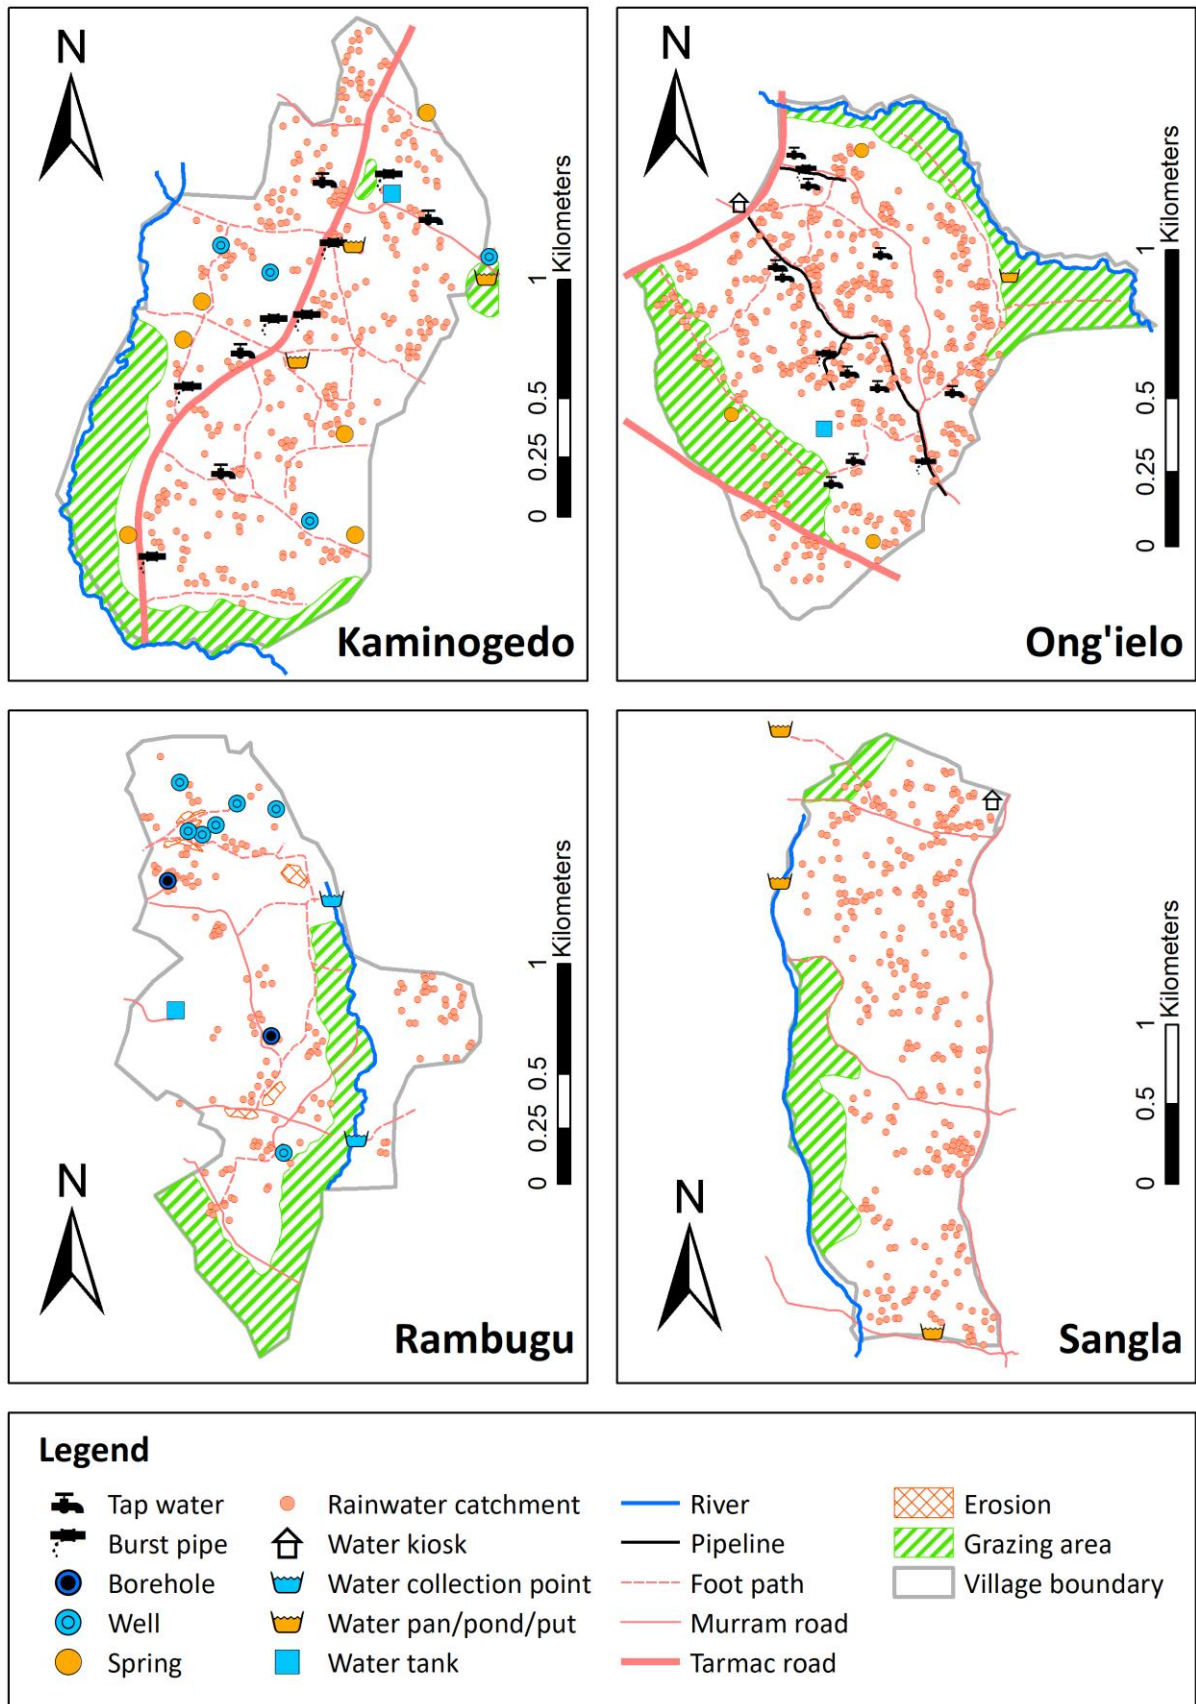 N
1
Kilometers
0.5
0.25
0
Kaminogedo
N
1
Kilometers
0.5
0.25
0
Ong'ielo
1
Kilometers
0.5
0.25
0
N
Rambugu
1
Kilometers
0.5
0
N
Sangla
Legend
Tap water
Burst pipe
Borehole
Well
Spring
Rainwater catchment
Water kiosk
Water collection point
Water pan/pond/put
Water tank
River
Pipeline
Foot path
Murram road
Tarmac road
Erosion
Grazing area
Village boundary